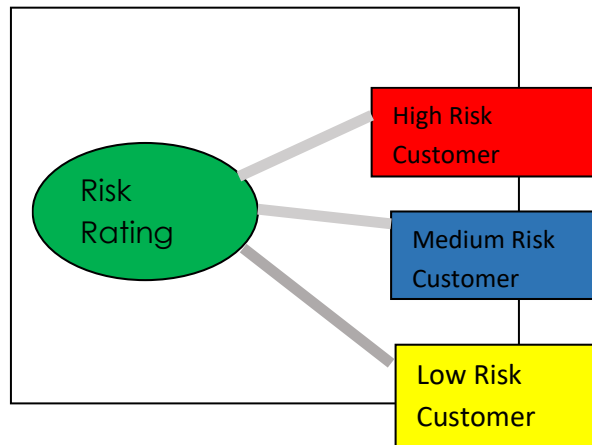 Risk
Rating
High Risk
Customer
Medium Risk
Customer
Low Risk
Customer